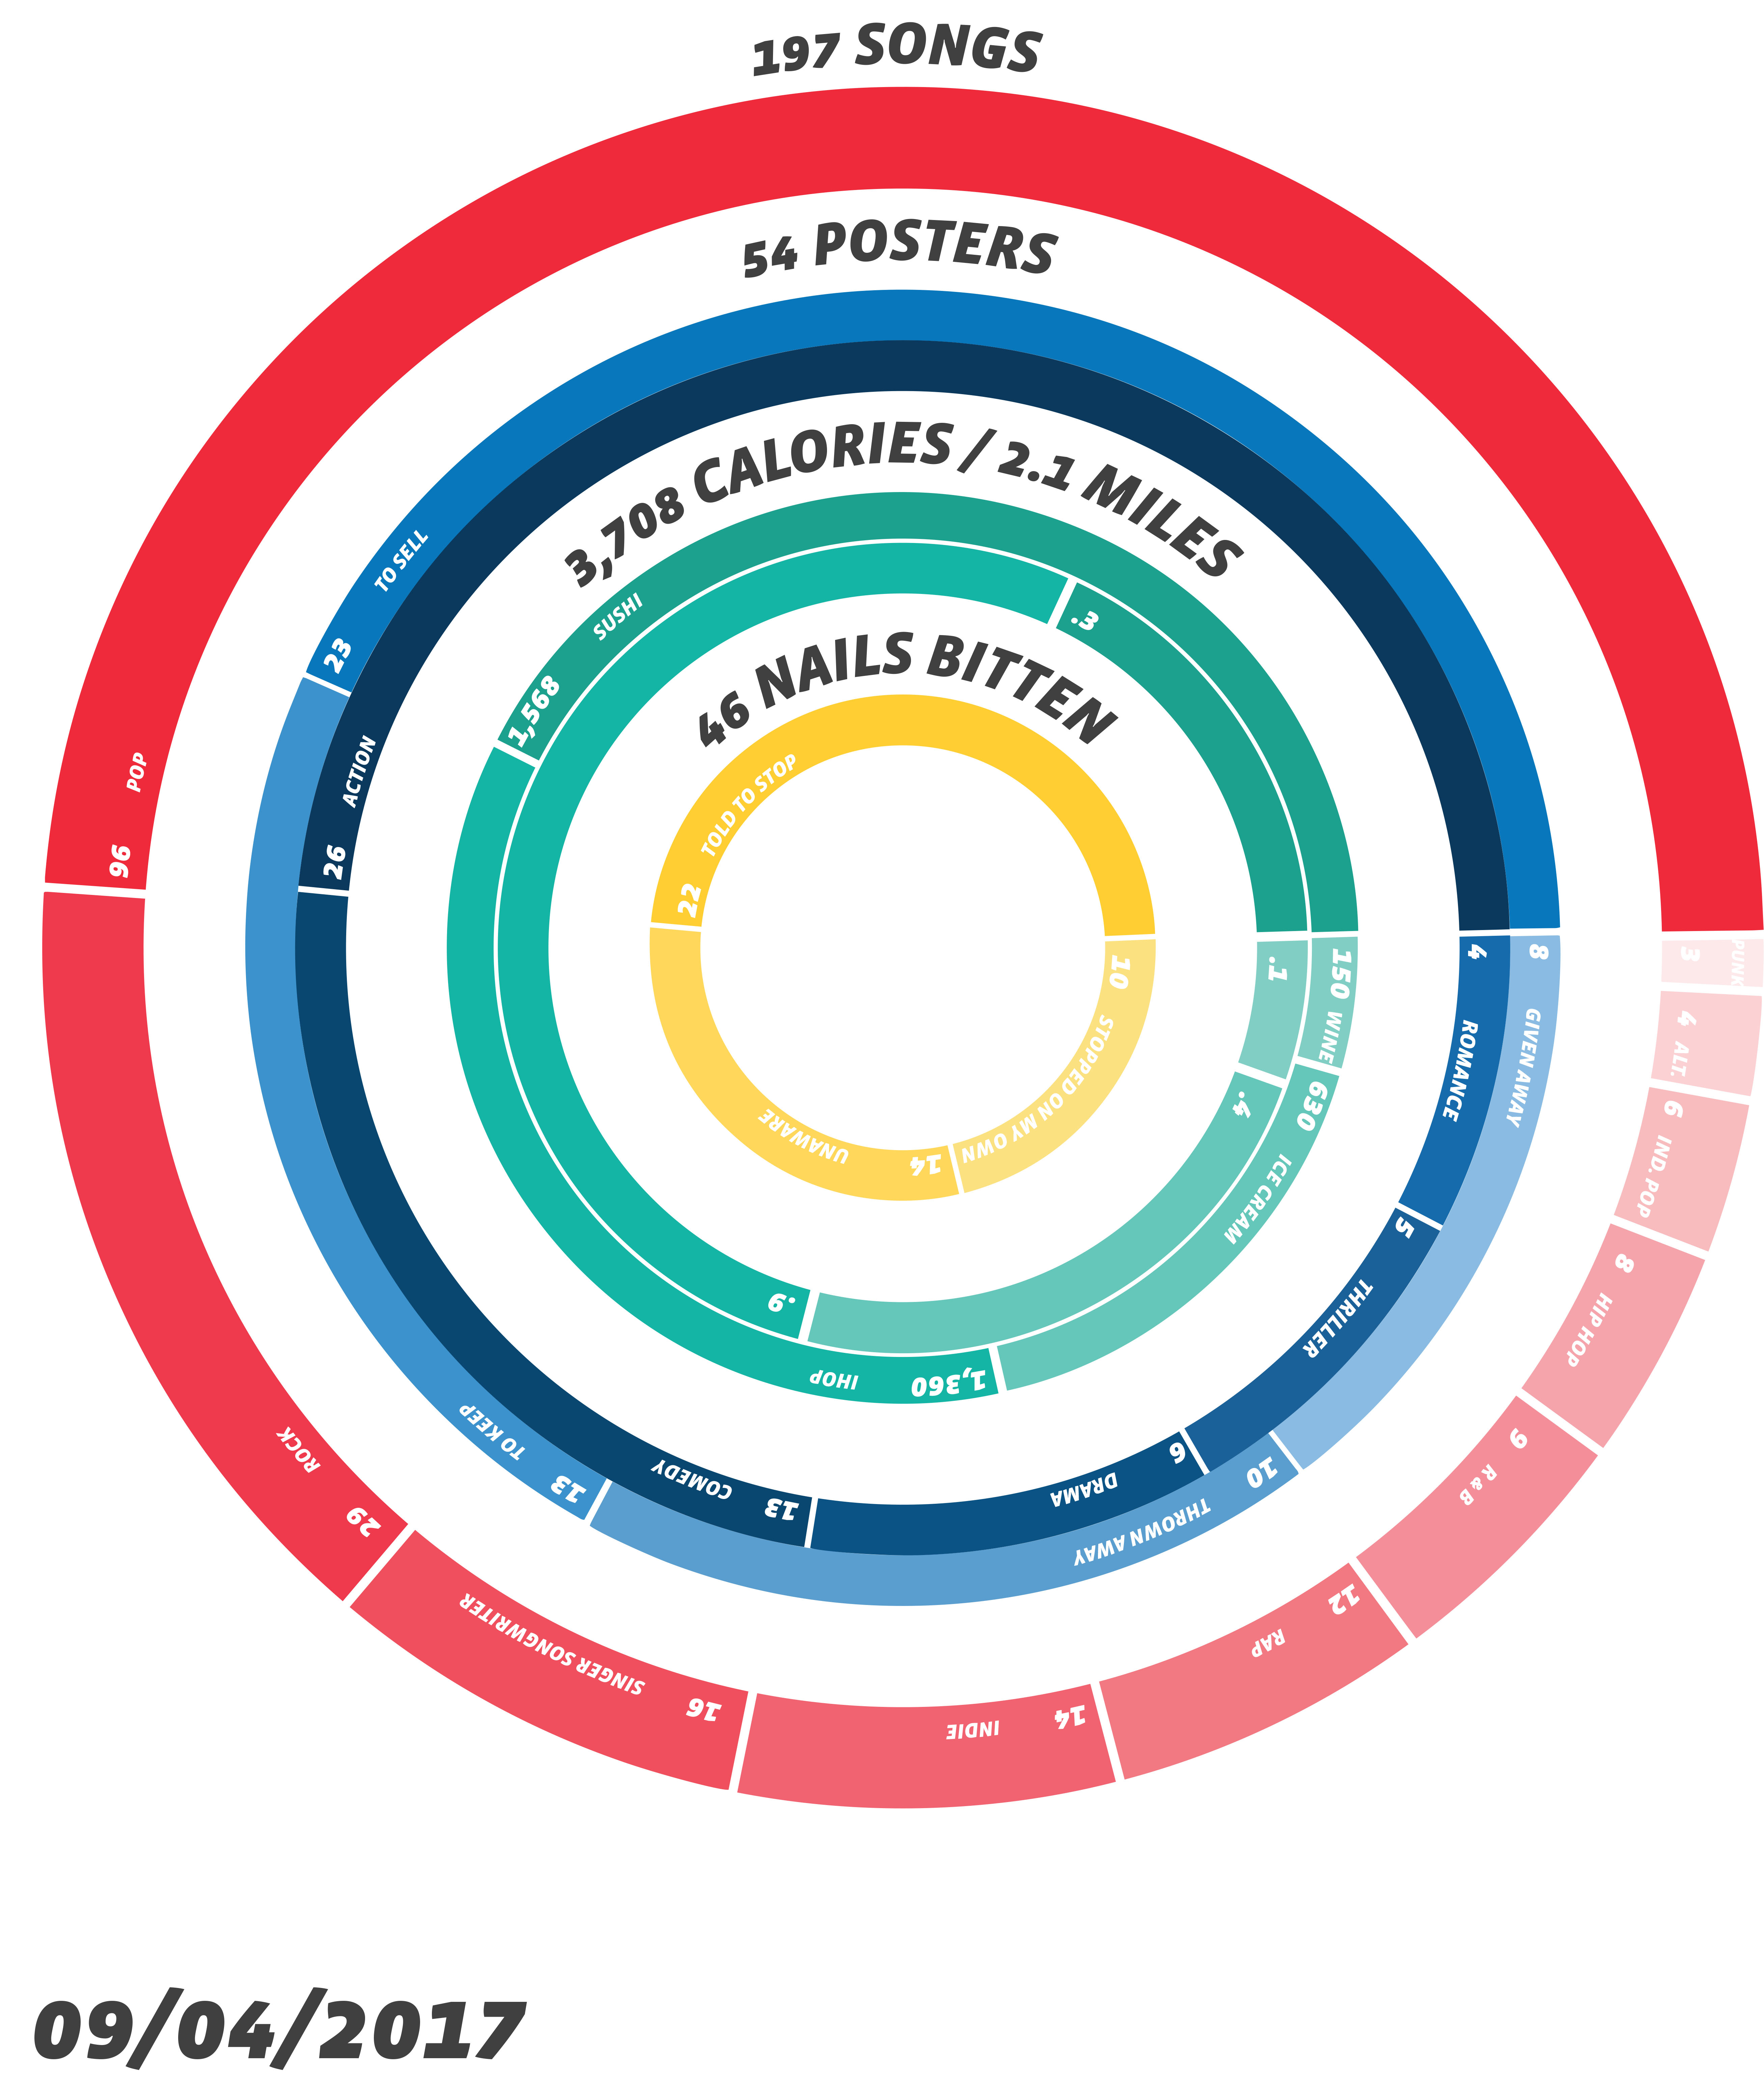 197 SONGS
96 POP
29 ROCK
16 SINGER SONGWRITER
14 INDIE
12 RAP
9 R & B
8 HIP HOP
6 IND. POP
4 ALT.
3 PUNK
54 POSTERS
23 TO SELL
13 TO KEEP
10 THROWN AWAY
8 GIVEN AWAY
26 ACTION
13 COMEDY
6 DRAMA
5 THRILLER
4 ROMANCE
3,708 CALORIES / 2.1 MILES
1,568 SUSHI
1,360 IHOP
630 ICE CREAM
150 WINE
.3
.9
.4
.1
46 NAILS BITTEN
22 TOLD TO STOP
14 UNAWARE
10 STOPPED ON MY OWN
09/04/2017